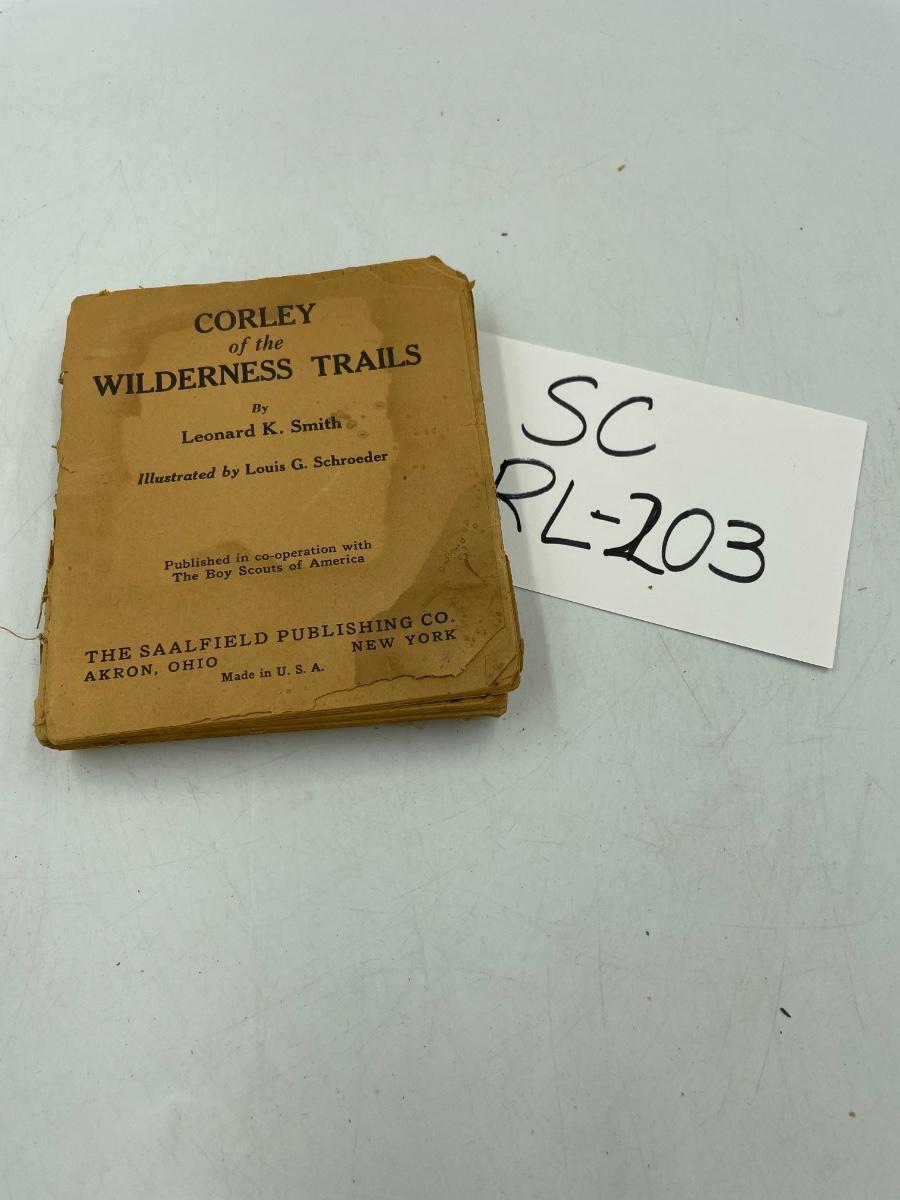 CORLEY
of the
WILDERNESS TRAILS
By
Leonard K. Smith
Illustrated by Louis G. Schroeder
Published in co-operation with
The Boy Scouts of America
THE SAALFIELD PUBLISHING CO.
AKRON, OHIO NEW YORK
Made in U. S. A.
SC
RL-203